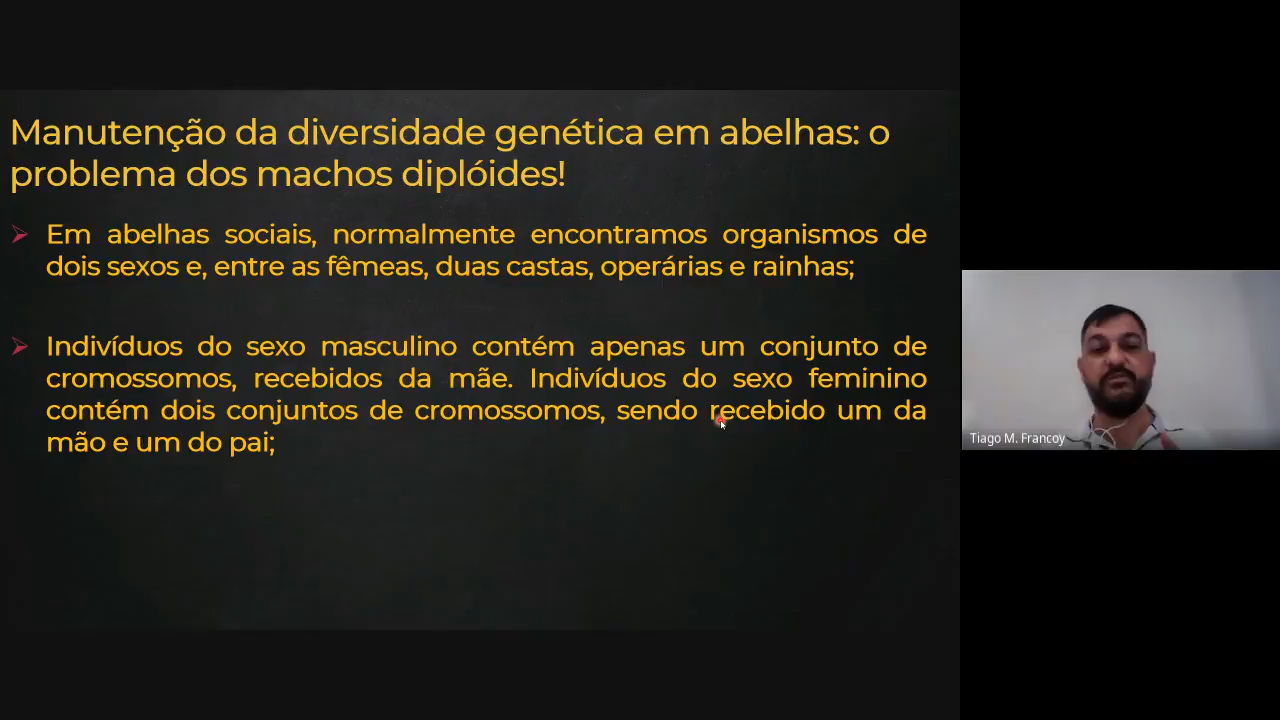 Manutenção da diversidade genética em abelhas: o
problema dos machos diplóides!
Em abelhas sociais, normalmente encontramos organismos de
dois sexos e, entre as fêmeas, duas castas, operárias e rainhas;
Indivíduos do sexo masculino contém apenas um conjunto de
cromossomos, recebidos da mãe. Indivíduos do sexo feminino
contém dois conjuntos de cromossomos, sendo recebido um da
mão e um do pai;
Tiago M. Francoy